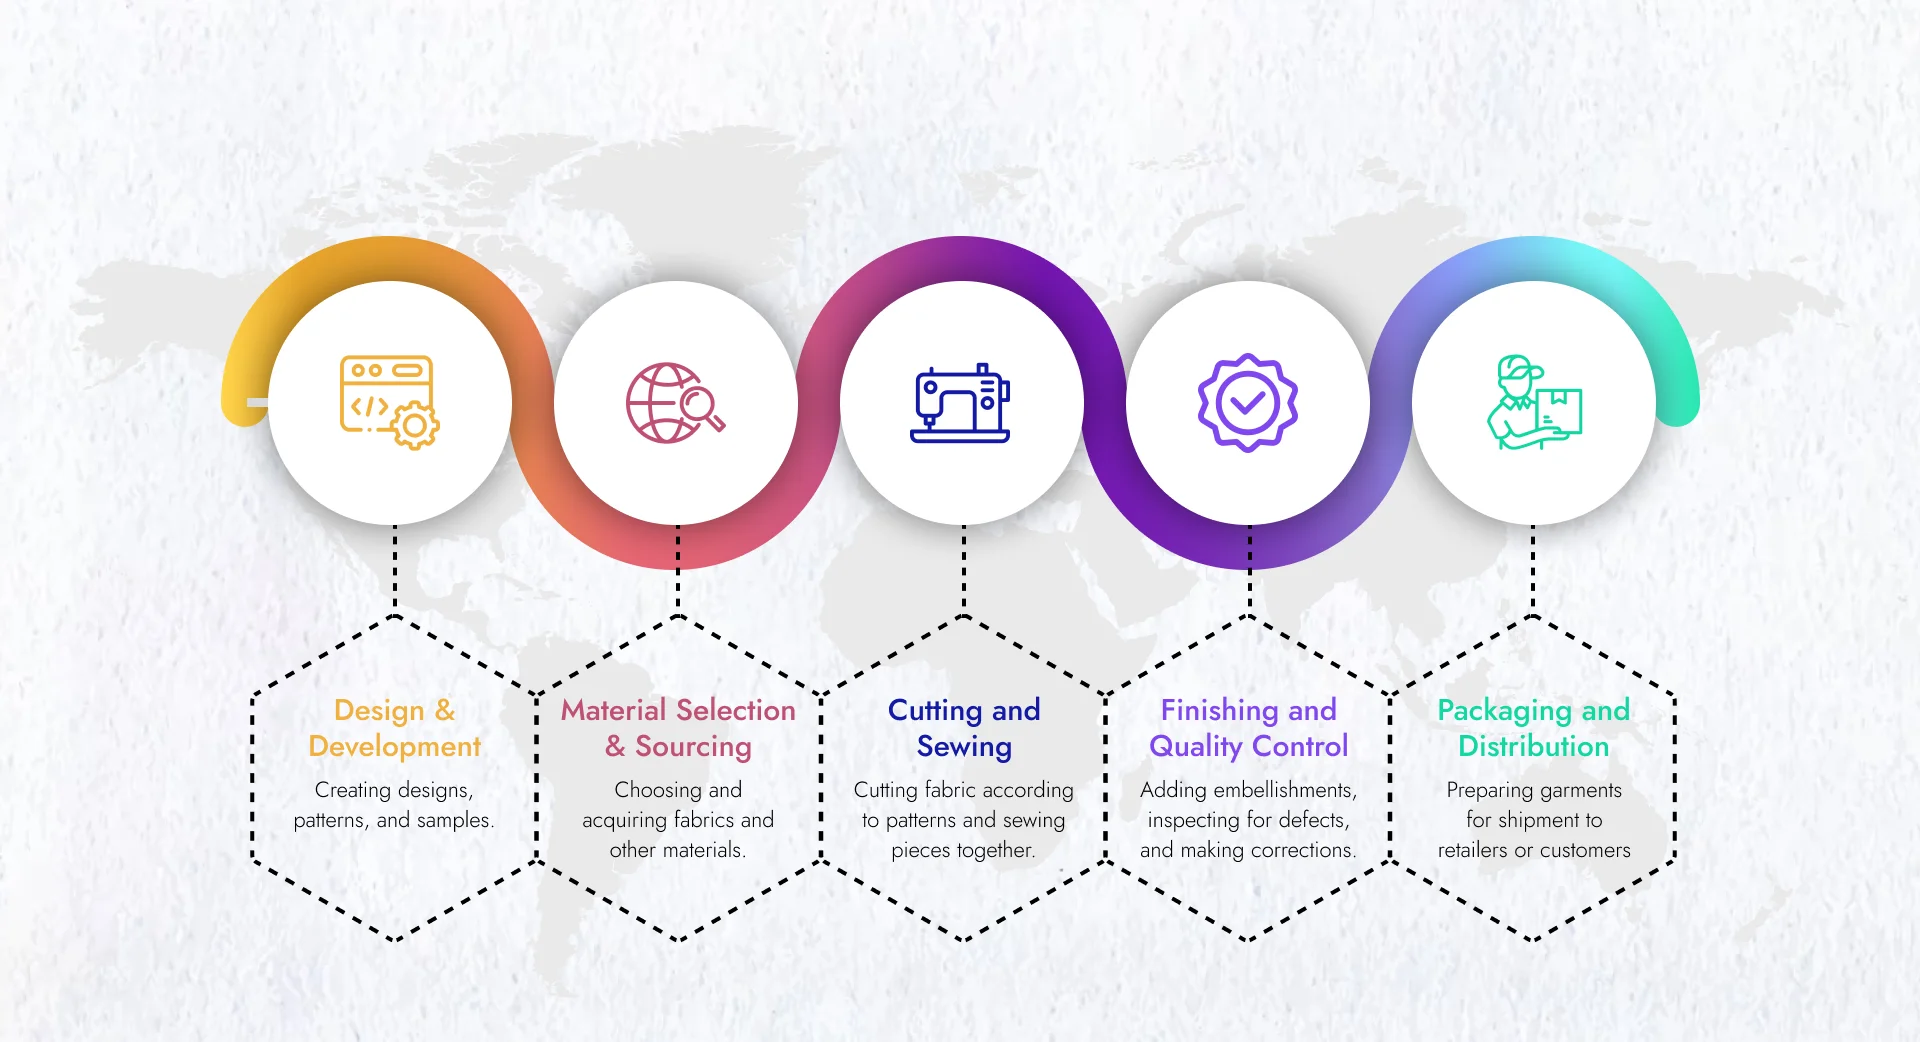 Design &
Development
Creating designs,
patterns, and samples.
Material Selection
& Sourcing
Choosing and
acquiring fabrics and
other materials.
Cutting and
Sewing
Cutting fabric according
to patterns and sewing
pieces together.
Finishing and
Quality Control
Adding embellishments,
inspecting for defects,
and making corrections.
Packaging and
Distribution
Preparing garments
for shipment to
retailers or customers